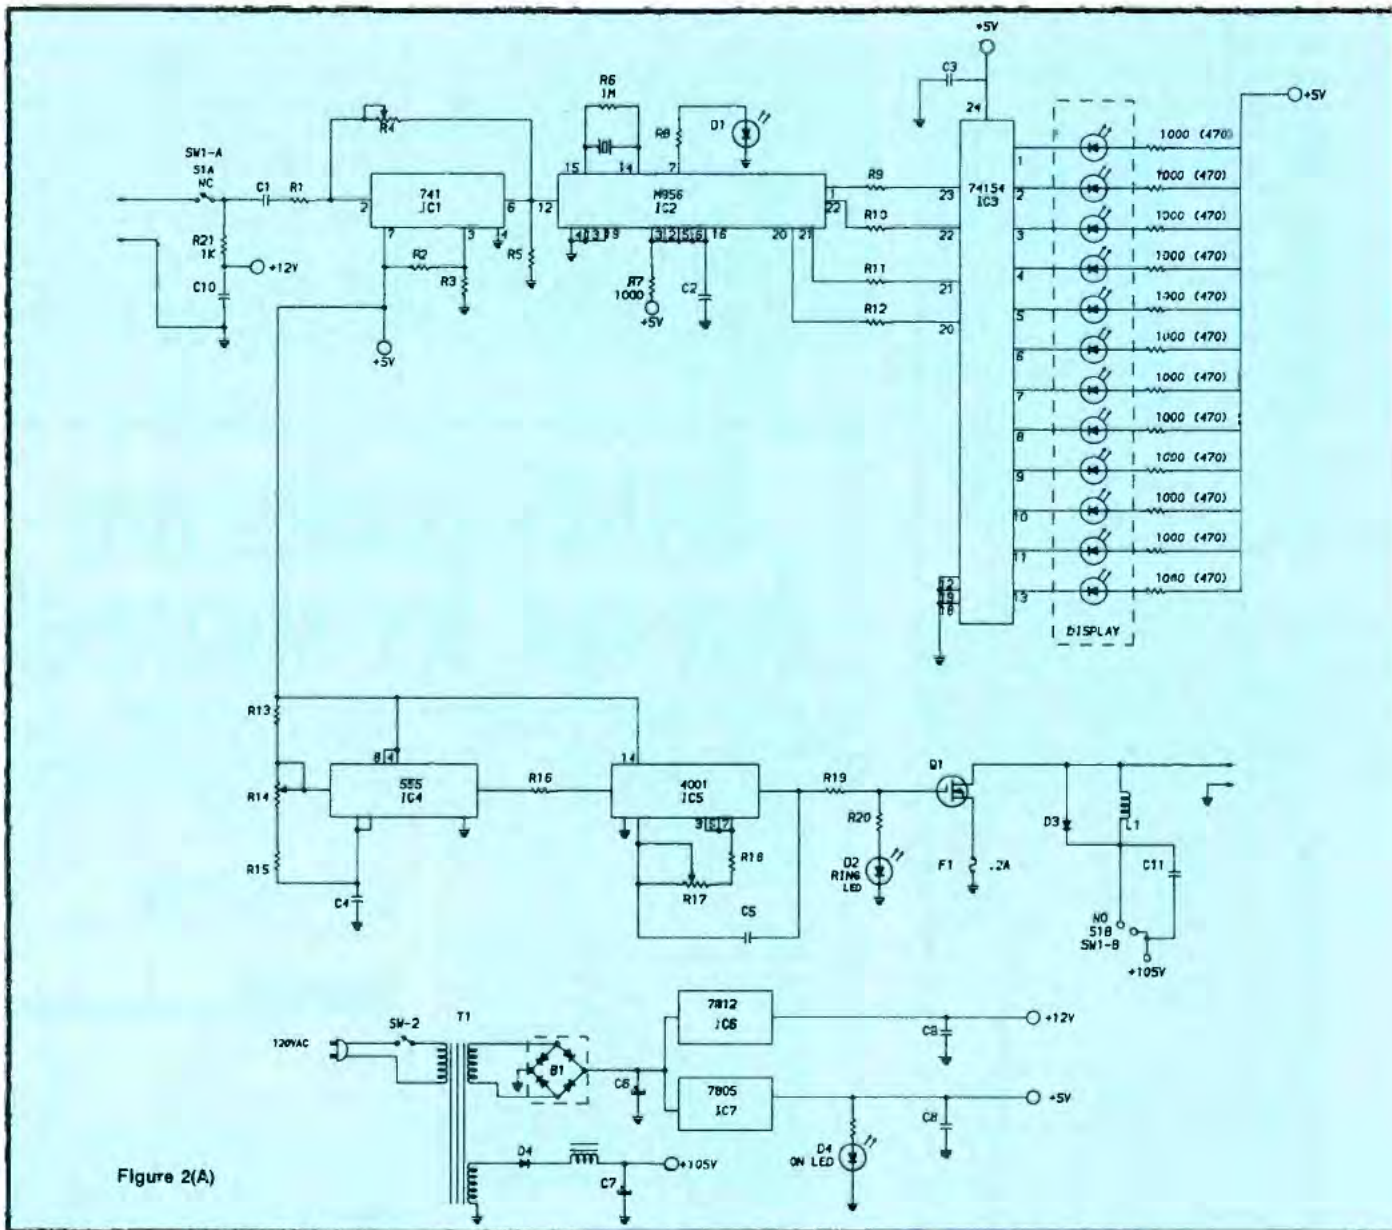 +5V
C3
+5V
R6
1M
24
R4
R8
D1
1000 (470)
SW1-A
S1A
NC
15
14
7
1
C1
R1
741
IC1
M956
IC2
R9
74154
IC3
1000 (470)
2
6
12
1
22
23
2
R10
1000 (470)
7
3
4
20
21
16
22
3
R21
1K
R2
R5
1000 (470)
+12V
R3
R7
1000
C2
R11
4
C10
21
1000 (470)
+5V
R12
5
20
+5V
1000 (470)
6
1000 (470)
7
1000 (470)
8
1000 (470)
9
1000 (470)
10
1000 (470)
11
1000 (470)
12
19
18
13
DISPLAY
R13
8 4
14
R14
555
IC4
R16
4001
IC5
R19
Q1
R20
D3
L1
R15
R18
D2
RING
LED
F1
.2A
C11
C4
R17
C5
NO
S1B
SW1-B
+105V
7812
IC6
120VAC
SW-2
T1
+12V
B1
C6
7805
IC7
+5V
C8
D4
+105V
D4
ON LED
C7
Figure 2(A)